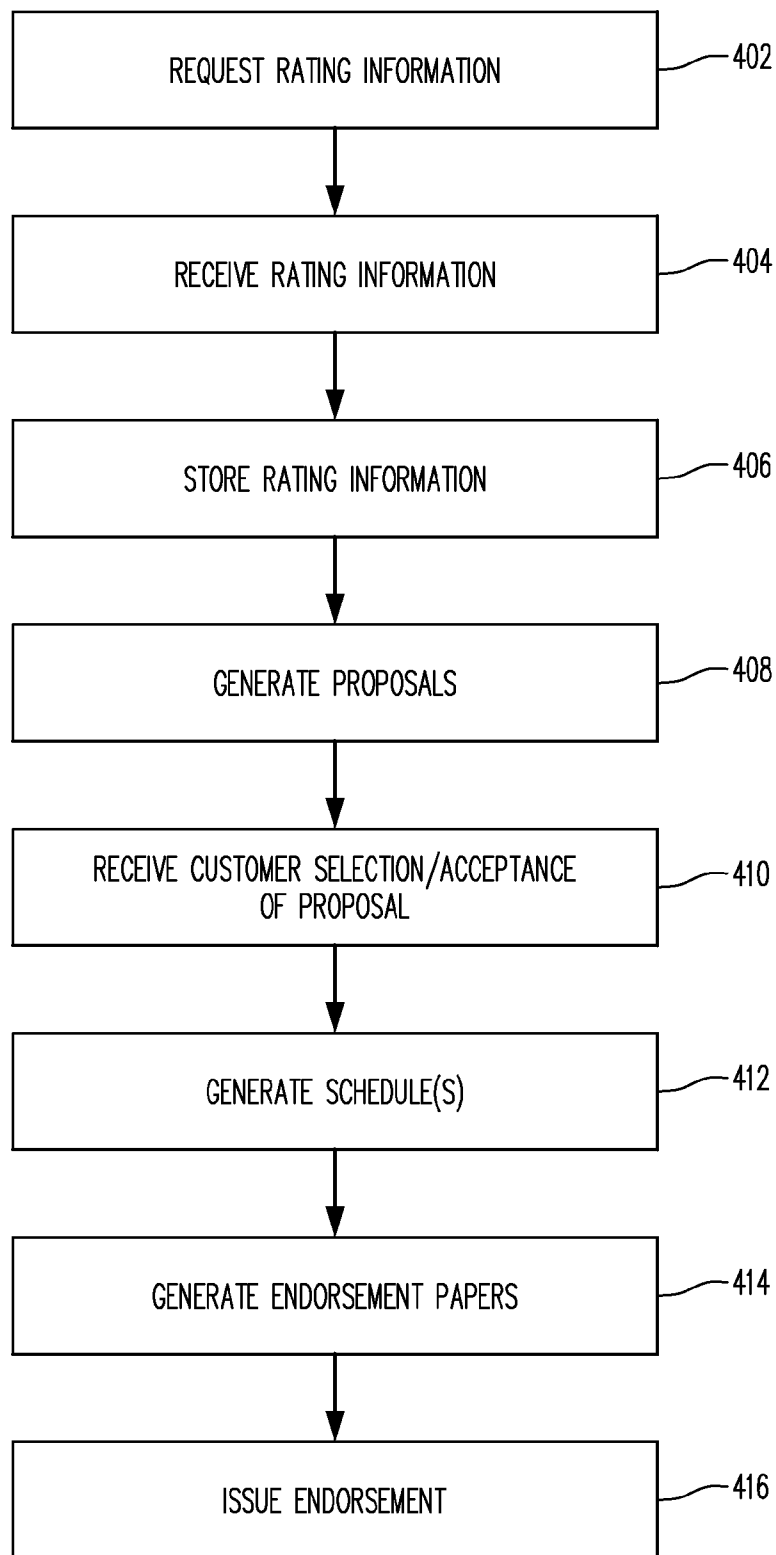 REQUEST RATING INFORMATION
402
RECEIVE RATING INFORMATION
404
STORE RATING INFORMATION
406
GENERATE PROPOSALS
408
RECEIVE CUSTOMER SELECTION/ACCEPTANCE
OF PROPOSAL
410
GENERATE SCHEDULE(S)
412
GENERATE ENDORSEMENT PAPERS
414
ISSUE ENDORSEMENT
416